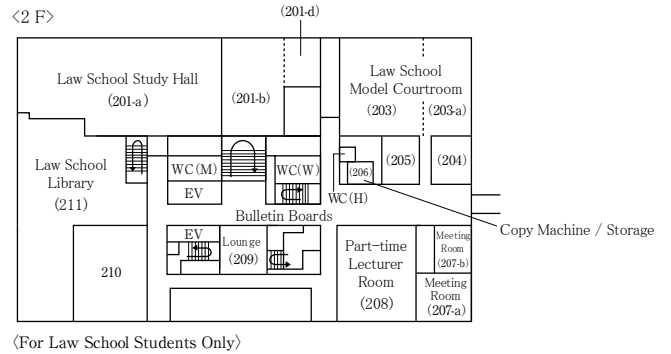 〈2 F〉
(201-d)
Law School Study Hall
(201-a)
(201-b)
Law School
Model Courtroom
(203)
(203-a)
Law School
Library
(211)
WC(M)
EV
WC(W)
(206)
(205)
(204)
WC(H)
Bulletin Boards
Copy Machine / Storage
210
EV
Lounge
(209)
Part-time
Lecturer
Room
(208)
Meeting
Room
(207-b)
Meeting
Room
(207-a)
〈For Law School Students Only〉